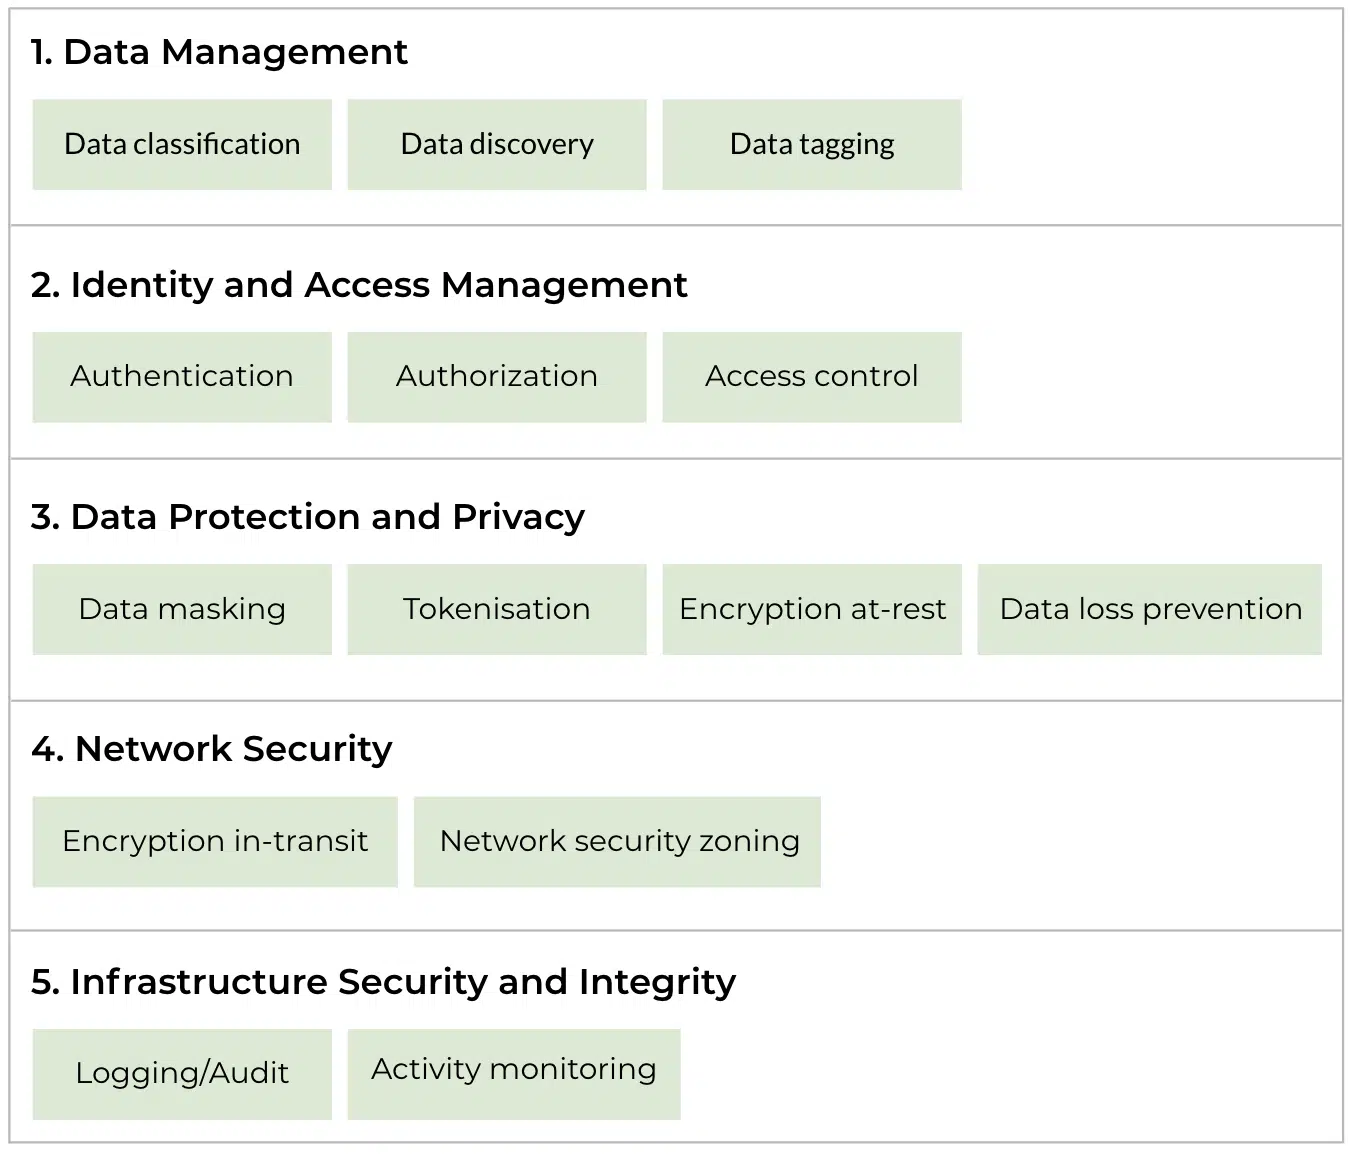 1. Data Management
Data classification
Data discovery
Data tagging
2. Identity and Access Management
Authentication
Authorization
Access control
3. Data Protection and Privacy
Data masking
Tokenisation
Encryption at-rest
Data loss prevention
4. Network Security
Encryption in-transit
Network security zoning
5. Infrastructure Security and Integrity
Logging/Audit
Activity monitoring